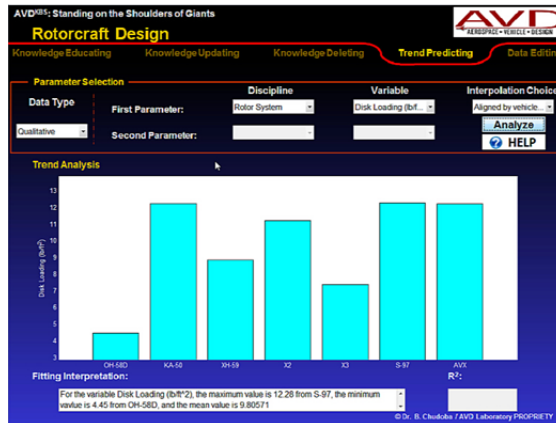 AVDKBS: Standing on the Shoulders of Giants
AVD
AEROSPACE • VEHICLE • DESIGN
Rotorcraft Design
Knowledge Educating Knowledge Updating Knowledge Deleting Trend Predicting Data Editin
Parameter Selection
Discipline Variable Interpolation Choice
Data Type
First Parameter: Rotor System Disk Loading (lb/f... Aligned by vehicle...
Qualitative
Second Parameter:
Analyze
HELP
Trend Analysis
13
12
11
10
9
8
7
6
5
4
3
Disk Loading (lb/ft²)
OH-58D KA-50 XH-59 X2 X3 S-97 AVX
Fitting Interpretation: R²:
For the variable Disk Loading (lb/ft^2), the maximum value is 12.28 from S-97, the minimum
vavlue is 4.45 from OH-58D, and the mean value is 9.80571
© Dr. B. Chudoba / AVD Laboratory PROPRIETY